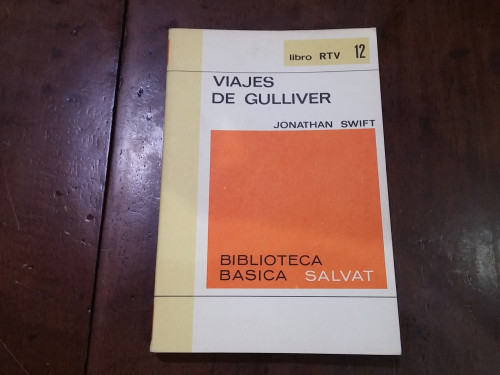 libro RTV 12
VIAJES
DE GULLIVER
JONATHAN SWIFT
BIBLIOTECA
BASICA SALVAT